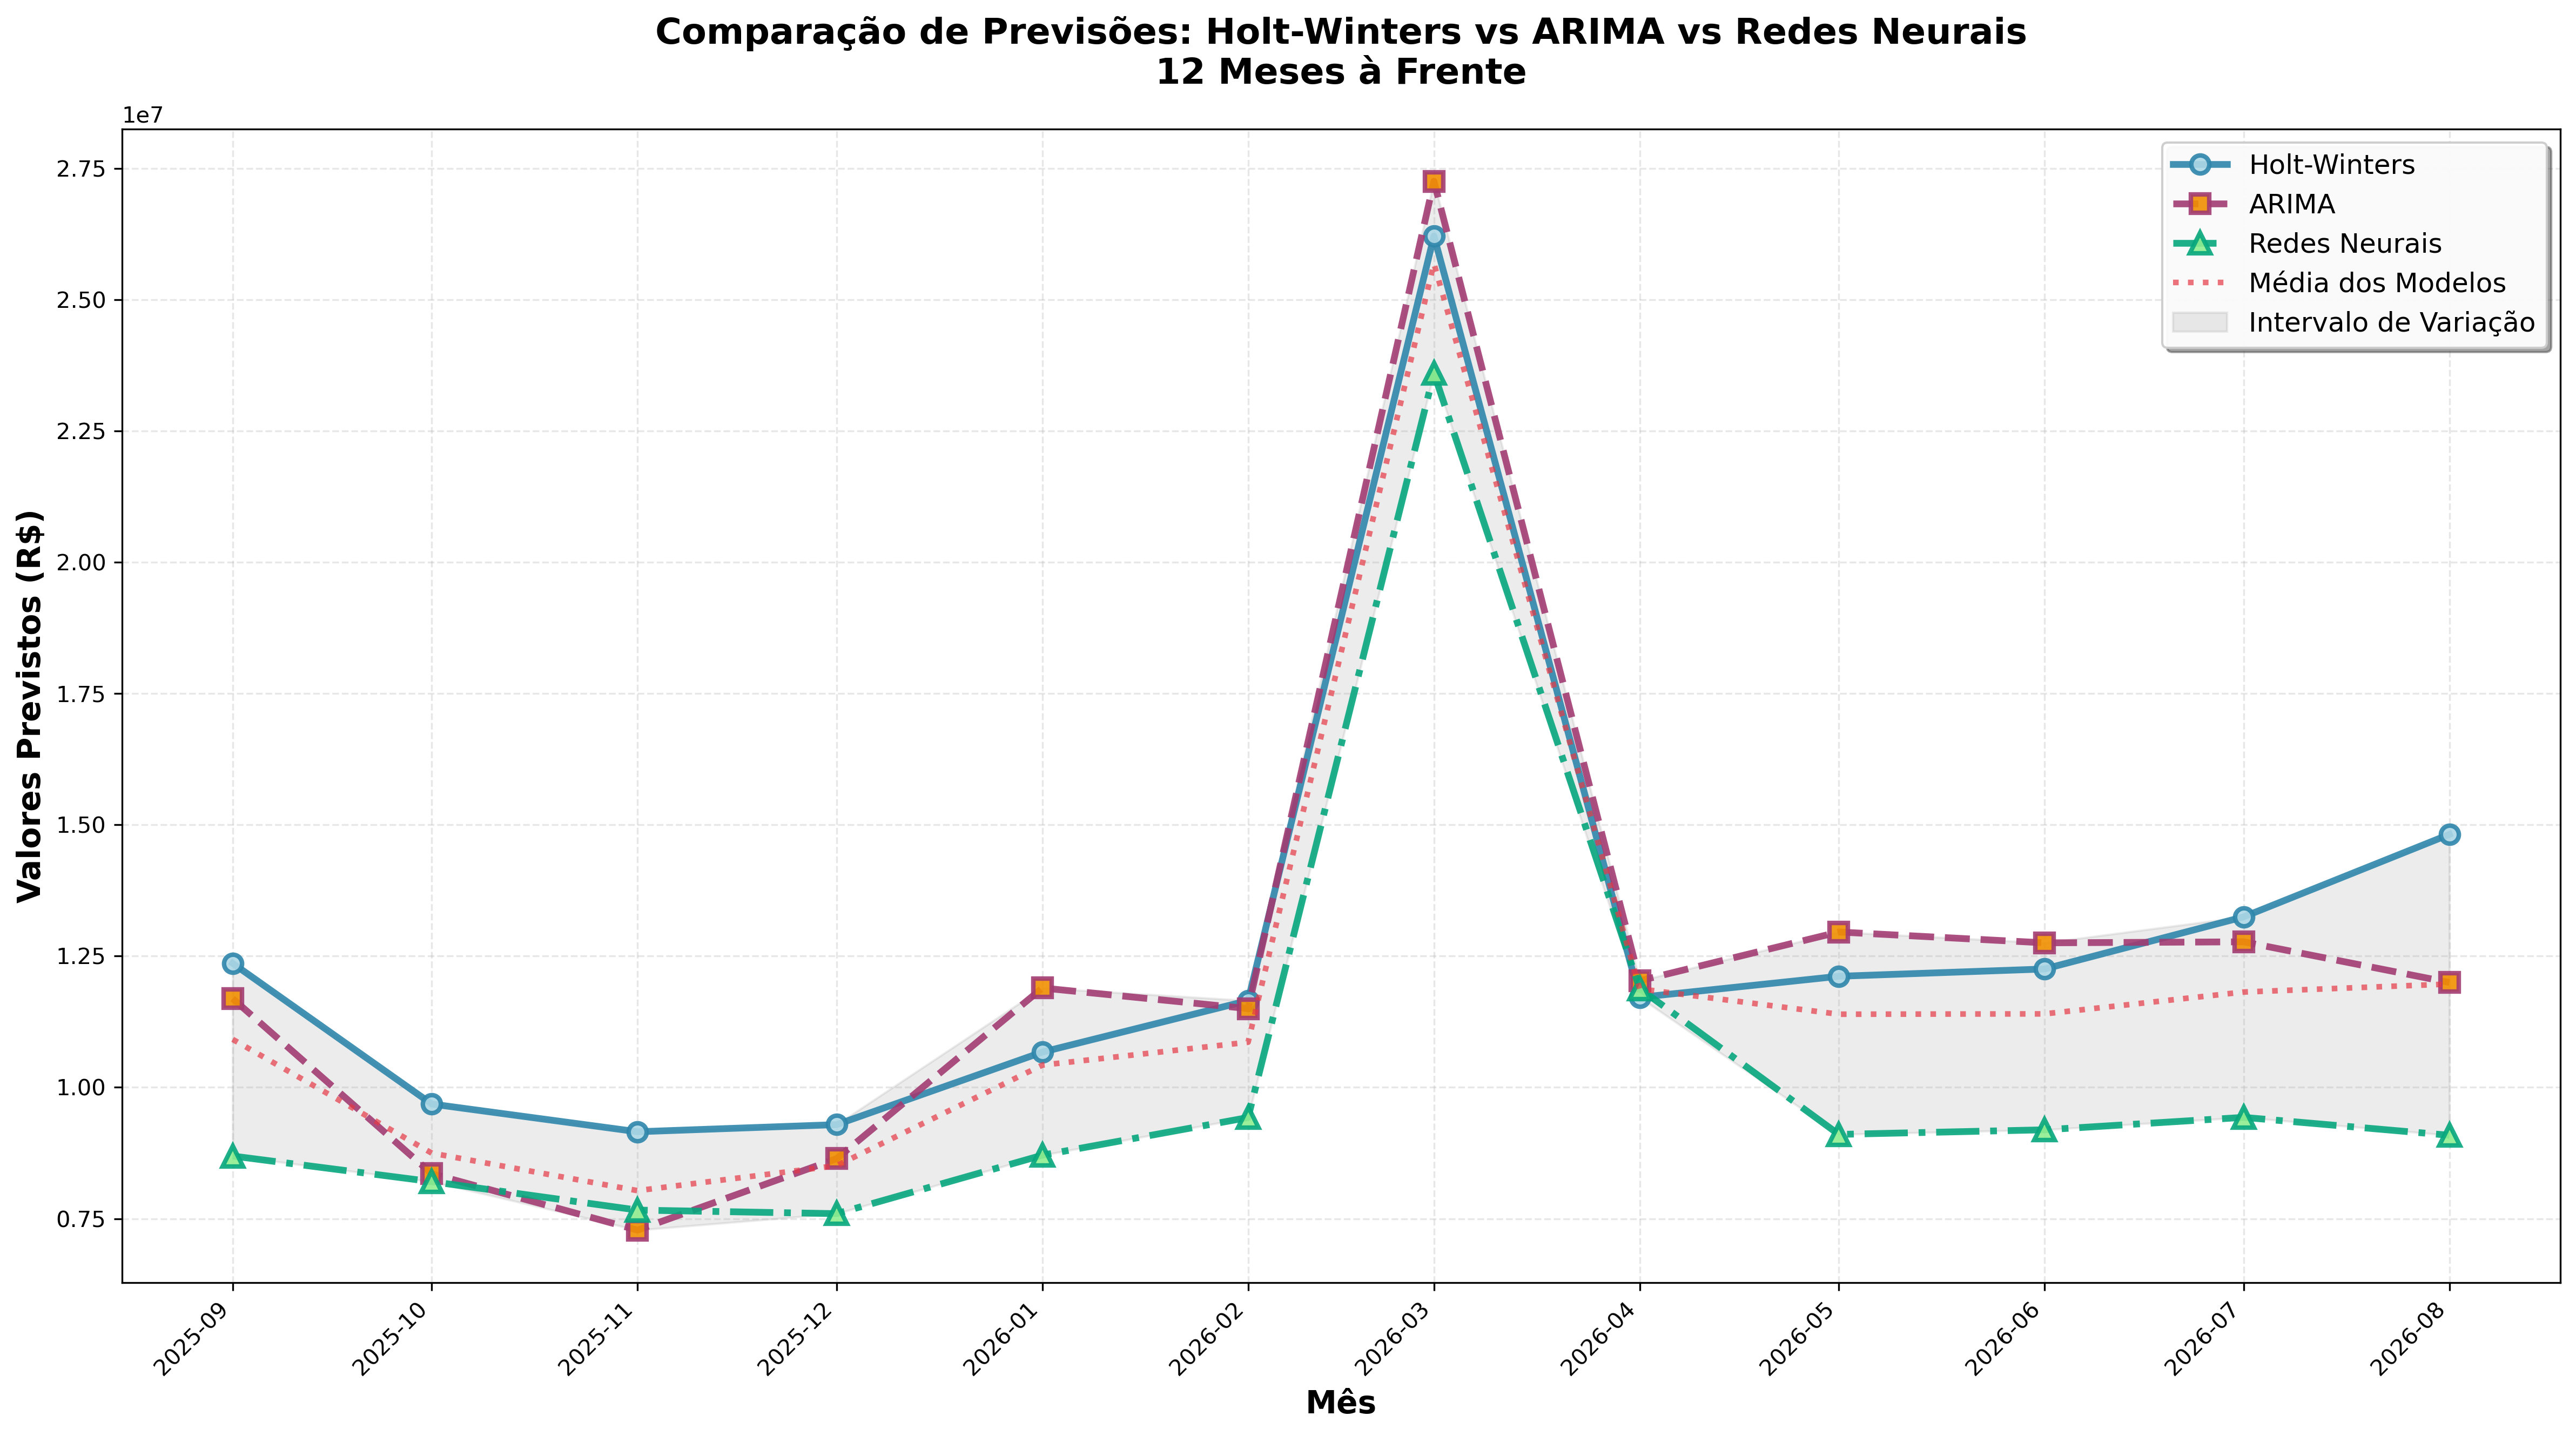 Comparação de Previsões: Holt-Winters vs ARIMA vs Redes Neurais
12 Meses à Frente
1e7
2.75
2.50
2.25
2.00
1.75
1.50
1.25
1.00
0.75
Valores Previstos (R$)
Holt-Winters
ARIMA
Redes Neurais
Média dos Modelos
Intervalo de Variação
2025-09
2025-10
2025-11
2025-12
2026-01
2026-02
2026-03
2026-04
2026-05
2026-06
2026-07
2026-08
Mês